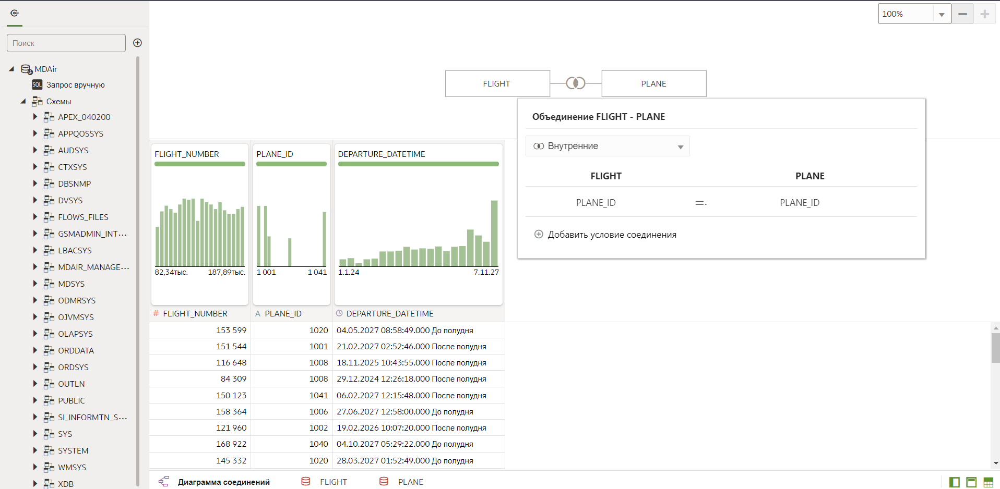 100%
Поиск
MDAir
SQL Запрос вручную
Схемы
APEX_040200
APPQOSSYS
AUDSYS
CTXSYS
DBSNMP
DVSYS
FLOWS_FILES
GSMADMIN_INT...
LBACSYS
MDAIR_MANAGE...
MDSYS
ODMRSYS
OJVMSYS
OLAPSYS
ORDDATA
ORDSYS
OUTLN
PUBLIC
SI_INFORMTN_S...
SYS
SYSTEM
WMSYS
XDB
FLIGHT PLANE
Объединение FLIGHT - PLANE
Внутренние
FLIGHT PLANE
PLANE_ID =. PLANE_ID
Добавить условие соединения
FLIGHT_NUMBER PLANE_ID DEPARTURE_DATETIME
82,34тыс. 187,89тыс. 1 001 1 041 1.1.24 7.11.27
# FLIGHT_NUMBER A PLANE_ID DEPARTURE_DATETIME
153 599 1020 04.05.2027 08:58:49.000 До полудня
151 544 1001 21.02.2027 02:52:46.000 После полудня
116 648 1008 18.11.2025 10:43:55.000 После полудня
84 309 1008 29.12.2024 12:26:18.000 После полудня
150 123 1041 06.02.2027 12:15:48.000 После полудня
158 364 1006 27.06.2027 12:58:00.000 До полудня
121 960 1002 19.02.2026 10:07:20.000 После полудня
168 922 1040 04.10.2027 05:29:22.000 До полудня
145 332 1020 28.03.2027 01:52:49.000 До полудня
Диаграмма соединений FLIGHT PLANE